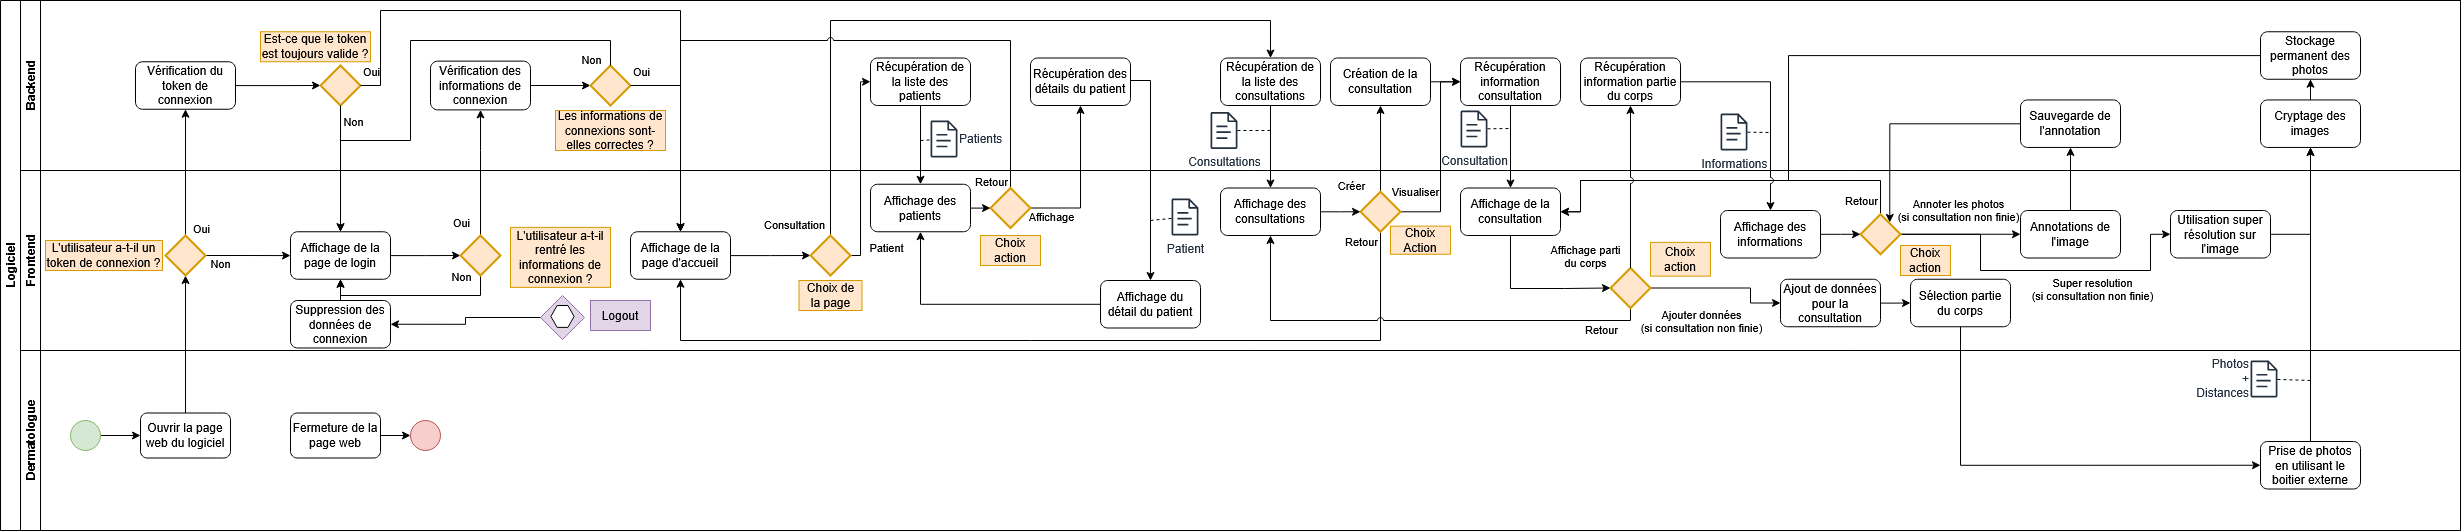 Logiciel
Backend
Est-ce que le token
est toujours valide ?
Vérification du
token de
connexion
Oui
Non
Vérification des
informations de
connexion
Non
Oui
Les informations de
connexions sont-
elles correctes ?
Récupération de
la liste des
patients
Patients
Récupération des
détails du patient
Récupération de
la liste des
consultations
Consultations
Création de la
consultation
Récupération
information
consultation
Consultation
Récupération
information partie
du corps
Informations
Sauvegarde de
l'annotation
Stockage
permanent des
photos
Cryptage des
images
Frontend
L'utilisateur a-t-il un
token de connexion ?
Oui
Non
Affichage de la
page de login
Oui
Non
L'utilisateur a-t-il
rentré les
informations de
connexion ?
Suppression des
données de
connexion
Logout
Affichage de la
page d'accueil
Consultation
Patient
Choix de
la page
Affichage des
patients
Retour
Affichage
Choix
action
Patient
Affichage du
détail du patient
Affichage des
consultations
Créer
Visualiser
Retour
Choix
Action
Affichage de la
consultation
Affichage parti
du corps
Choix
action
Retour
Ajouter données
(si consultation non finie)
Ajout de données
pour la
consultation
Sélection partie
du corps
Affichage des
informations
Retour
Annoter les photos
(si consultation non finie)
Choix
action
Annotations de
l'image
Super resolution
(si consultation non finie)
Utilisation super
résolution sur
l'image
Dermatologue
Ouvrir la page
web du logiciel
Fermeture de la
page web
Photos
+
Distances
Prise de photos
en utilisant le
boitier externe